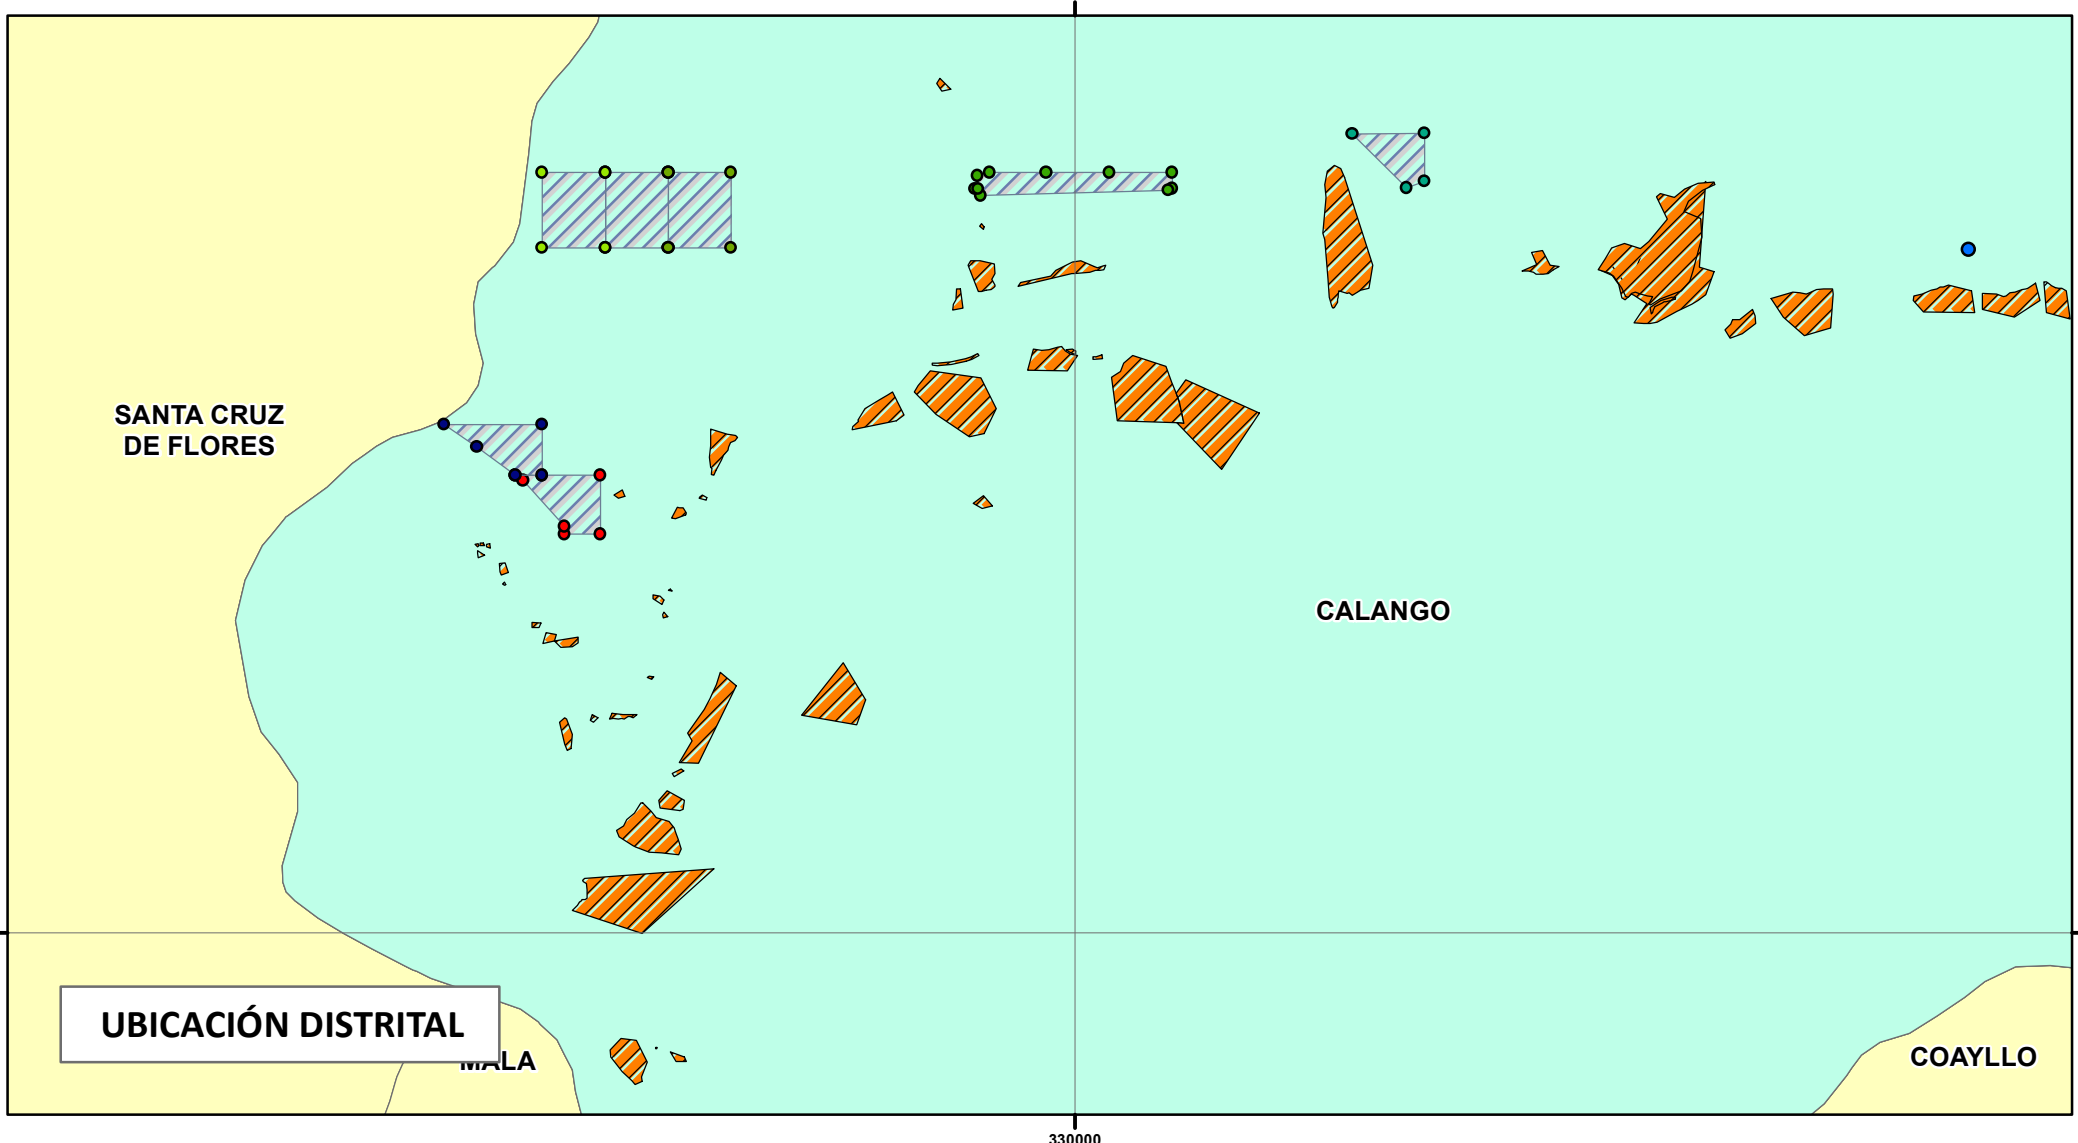 SANTA CRUZ
DE FLORES
CALANGO
UBICACIÓN DISTRITAL
MALA
COAYLLO
330000